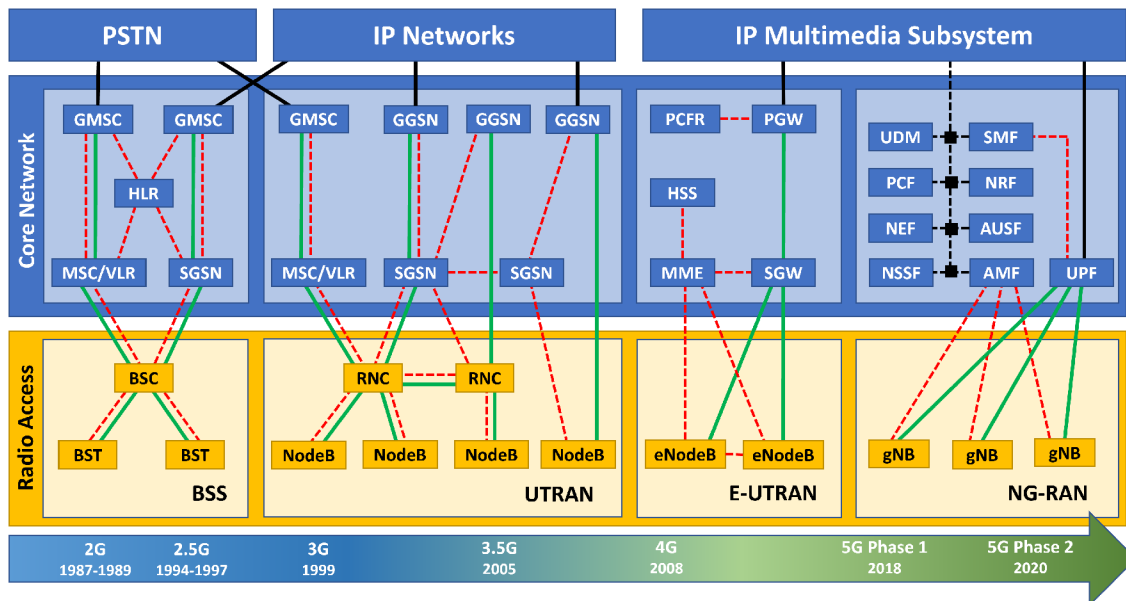 PSTN
IP Networks
IP Multimedia Subsystem
Core Network
GMSC
GMSC
GMSC
GGSN
GGSN
GGSN
PCFR
PGW
UDM
SMF
HLR
HSS
PCF
NRF
NEF
AUSF
MSC/VLR
SGSN
MSC/VLR
SGSN
SGSN
MME
SGW
NSSF
AMF
UPF
Radio Access
BSC
RNC
RNC
BST
BST
NodeB
NodeB
NodeB
NodeB
eNodeB
eNodeB
gNB
gNB
gNB
BSS
UTRAN
E-UTRAN
NG-RAN
2G
1987-1989
2.5G
1994-1997
3G
1999
3.5G
2005
4G
2008
5G Phase 1
2018
5G Phase 2
2020